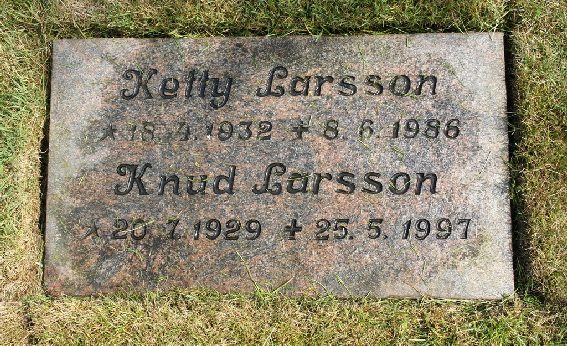 Ketty Larsson
* 18. 4. 1932 + 8. 6. 1986
Knud Larsson
* 20. 7. 1929 + 25. 5. 1997